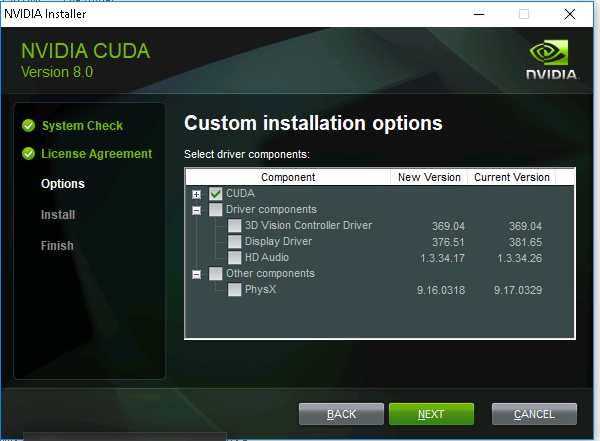 NVIDIA Installer
NVIDIA CUDA
Version 8.0
NVIDIA.
System Check
License Agreement
Options
Install
Finish
Custom installation options
Select driver components:
Component New Version Current Version
CUDA
Driver components
3D Vision Controller Driver 369.04 369.04
Display Driver 376.51 381.65
HD Audio 1.3.34.17 1.3.34.26
Other components
PhysX 9.16.0318 9.17.0329
BACK NEXT CANCEL